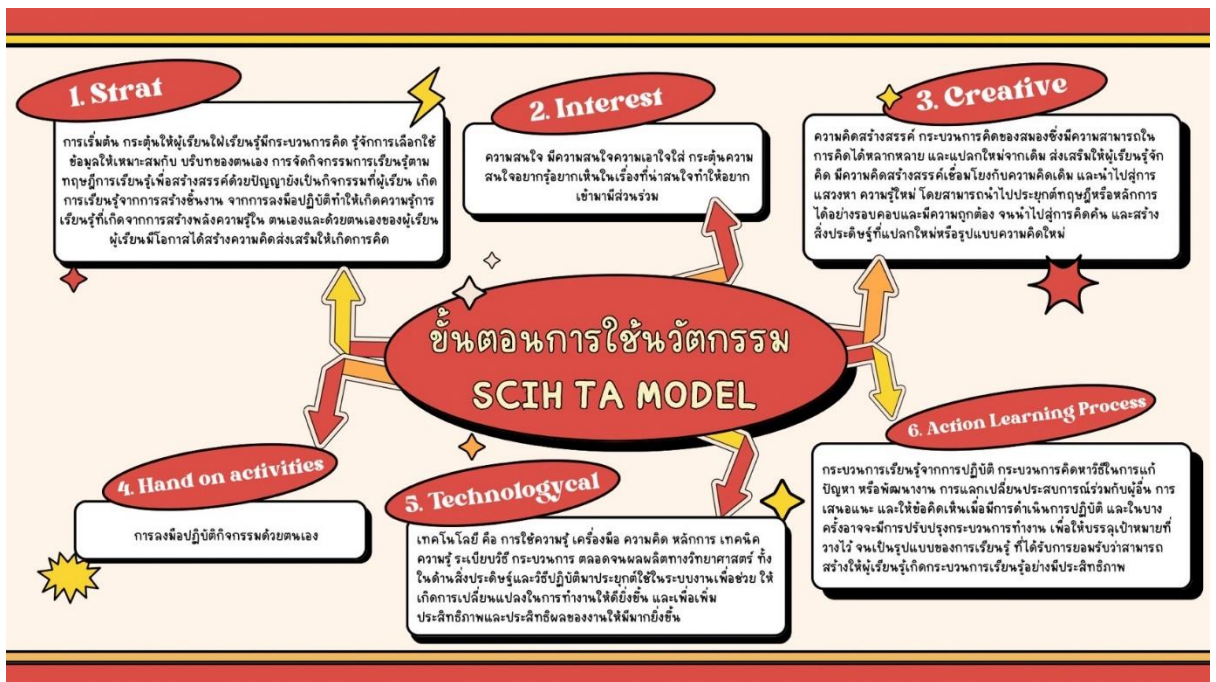 1. Strat
การเริ่มต้น กระตุ้นให้ผู้เรียนใฝ่เรียนรู้มีกระบวนการคิด รู้จักการเลือกใช้
ข้อมูลให้เหมาะสมกับ บริบทของตนเอง การจัดกิจกรรมการเรียนรู้ตาม
ทฤษฎีการเรียนรู้เพื่อสร้างสรรค์ด้วยปัญญายังเป็นกิจกรรมที่ผู้เรียน เกิด
การเรียนรู้จากการสร้างชิ้นงาน จากการลงมือปฏิบัติทำให้เกิดความรู้การ
เรียนรู้ที่เกิดจากการสร้างพลังความรู้ใน ตนเองและด้วยตนเองของผู้เรียน
ผู้เรียนมีโอกาสได้สร้างความคิดส่งเสริมให้เกิดการคิด
2. Interest
ความสนใจ มีความสนใจความเอาใจใส่ กระตุ้นความ
สนใจอยากรู้อยากเห็นในเรื่องที่น่าสนใจทำให้อยาก
เข้ามามีส่วนร่วม
3. Creative
ความคิดสร้างสรรค์ กระบวนการคิดของสมองซึ่งมีความสามารถใน
การคิดได้หลากหลาย และแปลกใหม่จากเดิม ส่งเสริมให้ผู้เรียนรู้จัก
คิด มีความคิดสร้างสรรค์เชื่อมโยงกับความคิดเดิม และนำไปสู่การ
แสวงหา ความรู้ใหม่ โดยสามารถนำไปประยุกต์ทฤษฎีหรือหลักการ
ได้อย่างรอบคอบและมีความถูกต้อง จนนำไปสู่การคิดค้น และสร้าง
สิ่งประดิษฐ์ที่แปลกใหม่หรือรูปแบบความคิดใหม่
ขั้นตอนการใช้นวัตกรรม
SCIH TA MODEL
4. Hand on activities
การลงมือปฏิบัติกิจกรรมด้วยตนเอง
5. Technologycal
เทคโนโลยี คือ การใช้ความรู้ เครื่องมือ ความคิด หลักการ เทคนิค
ความรู้ ระเบียบวิธี กระบวนการ ตลอดจนผลผลิตทางวิทยาศาสตร์ ทั้ง
ในด้านสิ่งประดิษฐ์และวิธีปฏิบัติมาประยุกต์ใช้ในระบบงานเพื่อช่วย ให้
เกิดการเปลี่ยนแปลงในการทำงานให้ดียิ่งขึ้น และเพื่อเพิ่ม
ประสิทธิภาพและประสิทธิผลของงานให้มีมากยิ่งขึ้น
6. Action Learning Process
กระบวนการเรียนรู้จากการปฏิบัติ กระบวนการคิดหาวิธีในการแก้
ปัญหา หรือพัฒนางาน การแลกเปลี่ยนประสบการณ์ร่วมกับผู้อื่น การ
เสนอแนะ และให้ข้อคิดเห็นเมื่อมีการดำเนินการปฏิบัติ และในบาง
ครั้งอาจจะมีการปรับปรุงกระบวนการทำงาน เพื่อให้บรรลุเป้าหมายที่
วางไว้ จนเป็นรูปแบบของการเรียนรู้ ที่ได้รับการยอมรับว่าสามารถ
สร้างให้ผู้เรียนรู้เกิดกระบวนการเรียนรู้อย่างมีประสิทธิภาพ